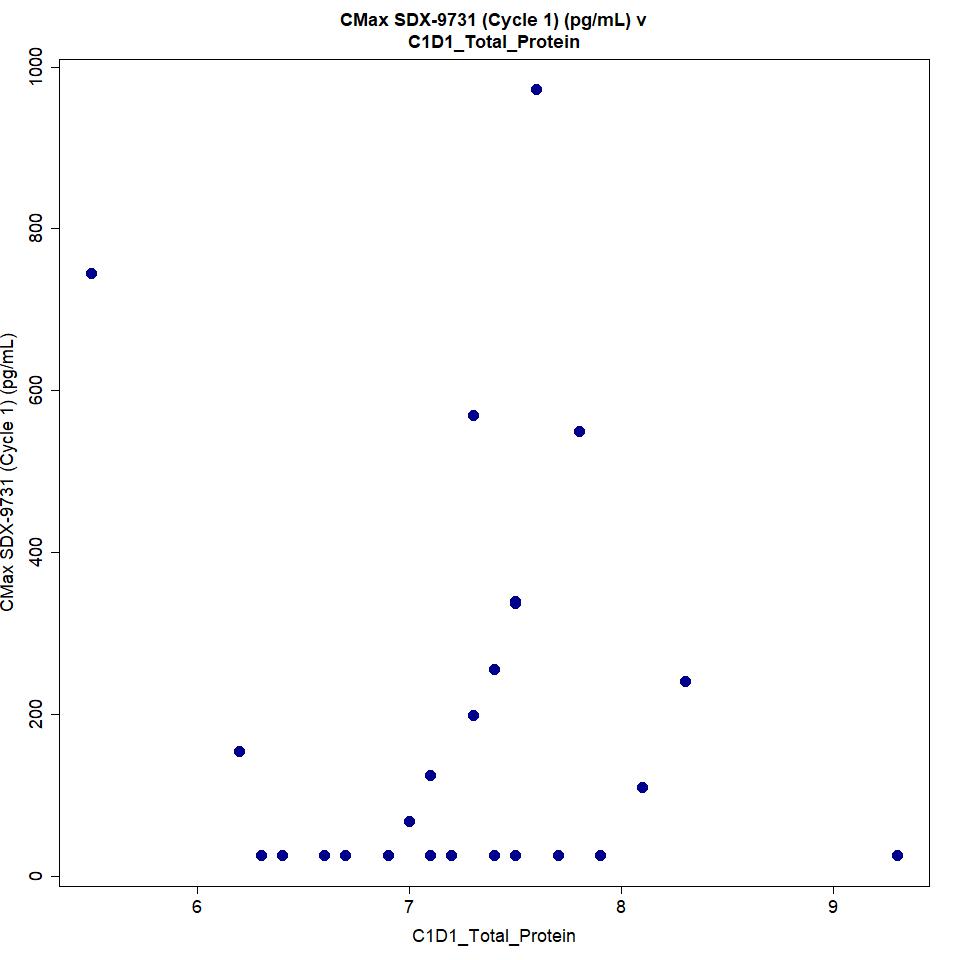 CMax SDX-9731 (Cycle 1) (pg/mL) v
C1D1_Total_Protein
1000
800
600
400
200
0
CMax SDX-9731 (Cycle 1) (pg/mL)
6 7 8 9
C1D1_Total_Protein